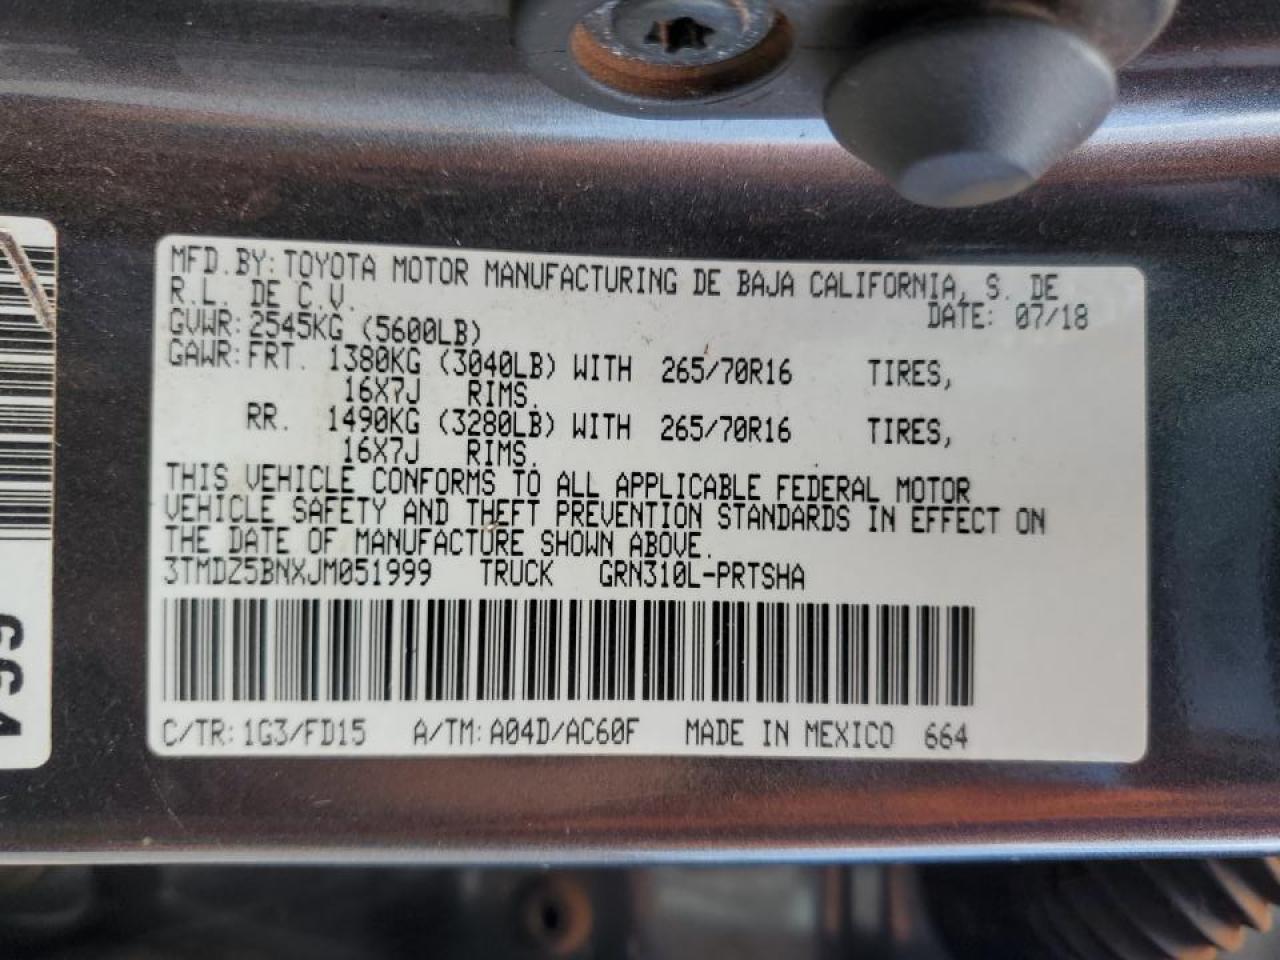 MFD.BY:TOYOTA MOTOR MANUFACTURING DE BAJA CALIFORNIA, S. DE
R.L. DE C.V. DATE: 07/18
GVWR:2545KG (5600LB)
GAWR:FRT. 1380KG (3040LB) WITH 265/70R16 TIRES,
16X7J RIMS.
RR. 1490KG (3280LB) WITH 265/70R16 TIRES,
16X7J RIMS.
THIS VEHICLE CONFORMS TO ALL APPLICABLE FEDERAL MOTOR
VEHICLE SAFETY AND THEFT PREVENTION STANDARDS IN EFFECT ON
THE DATE OF MANUFACTURE SHOWN ABOVE.
3TMDZ5BNXJM051999 TRUCK GRN310L-PRTSHA
C/TR:1G3/FD15 A/TM:A04D/AC60F MADE IN MEXICO 664
664